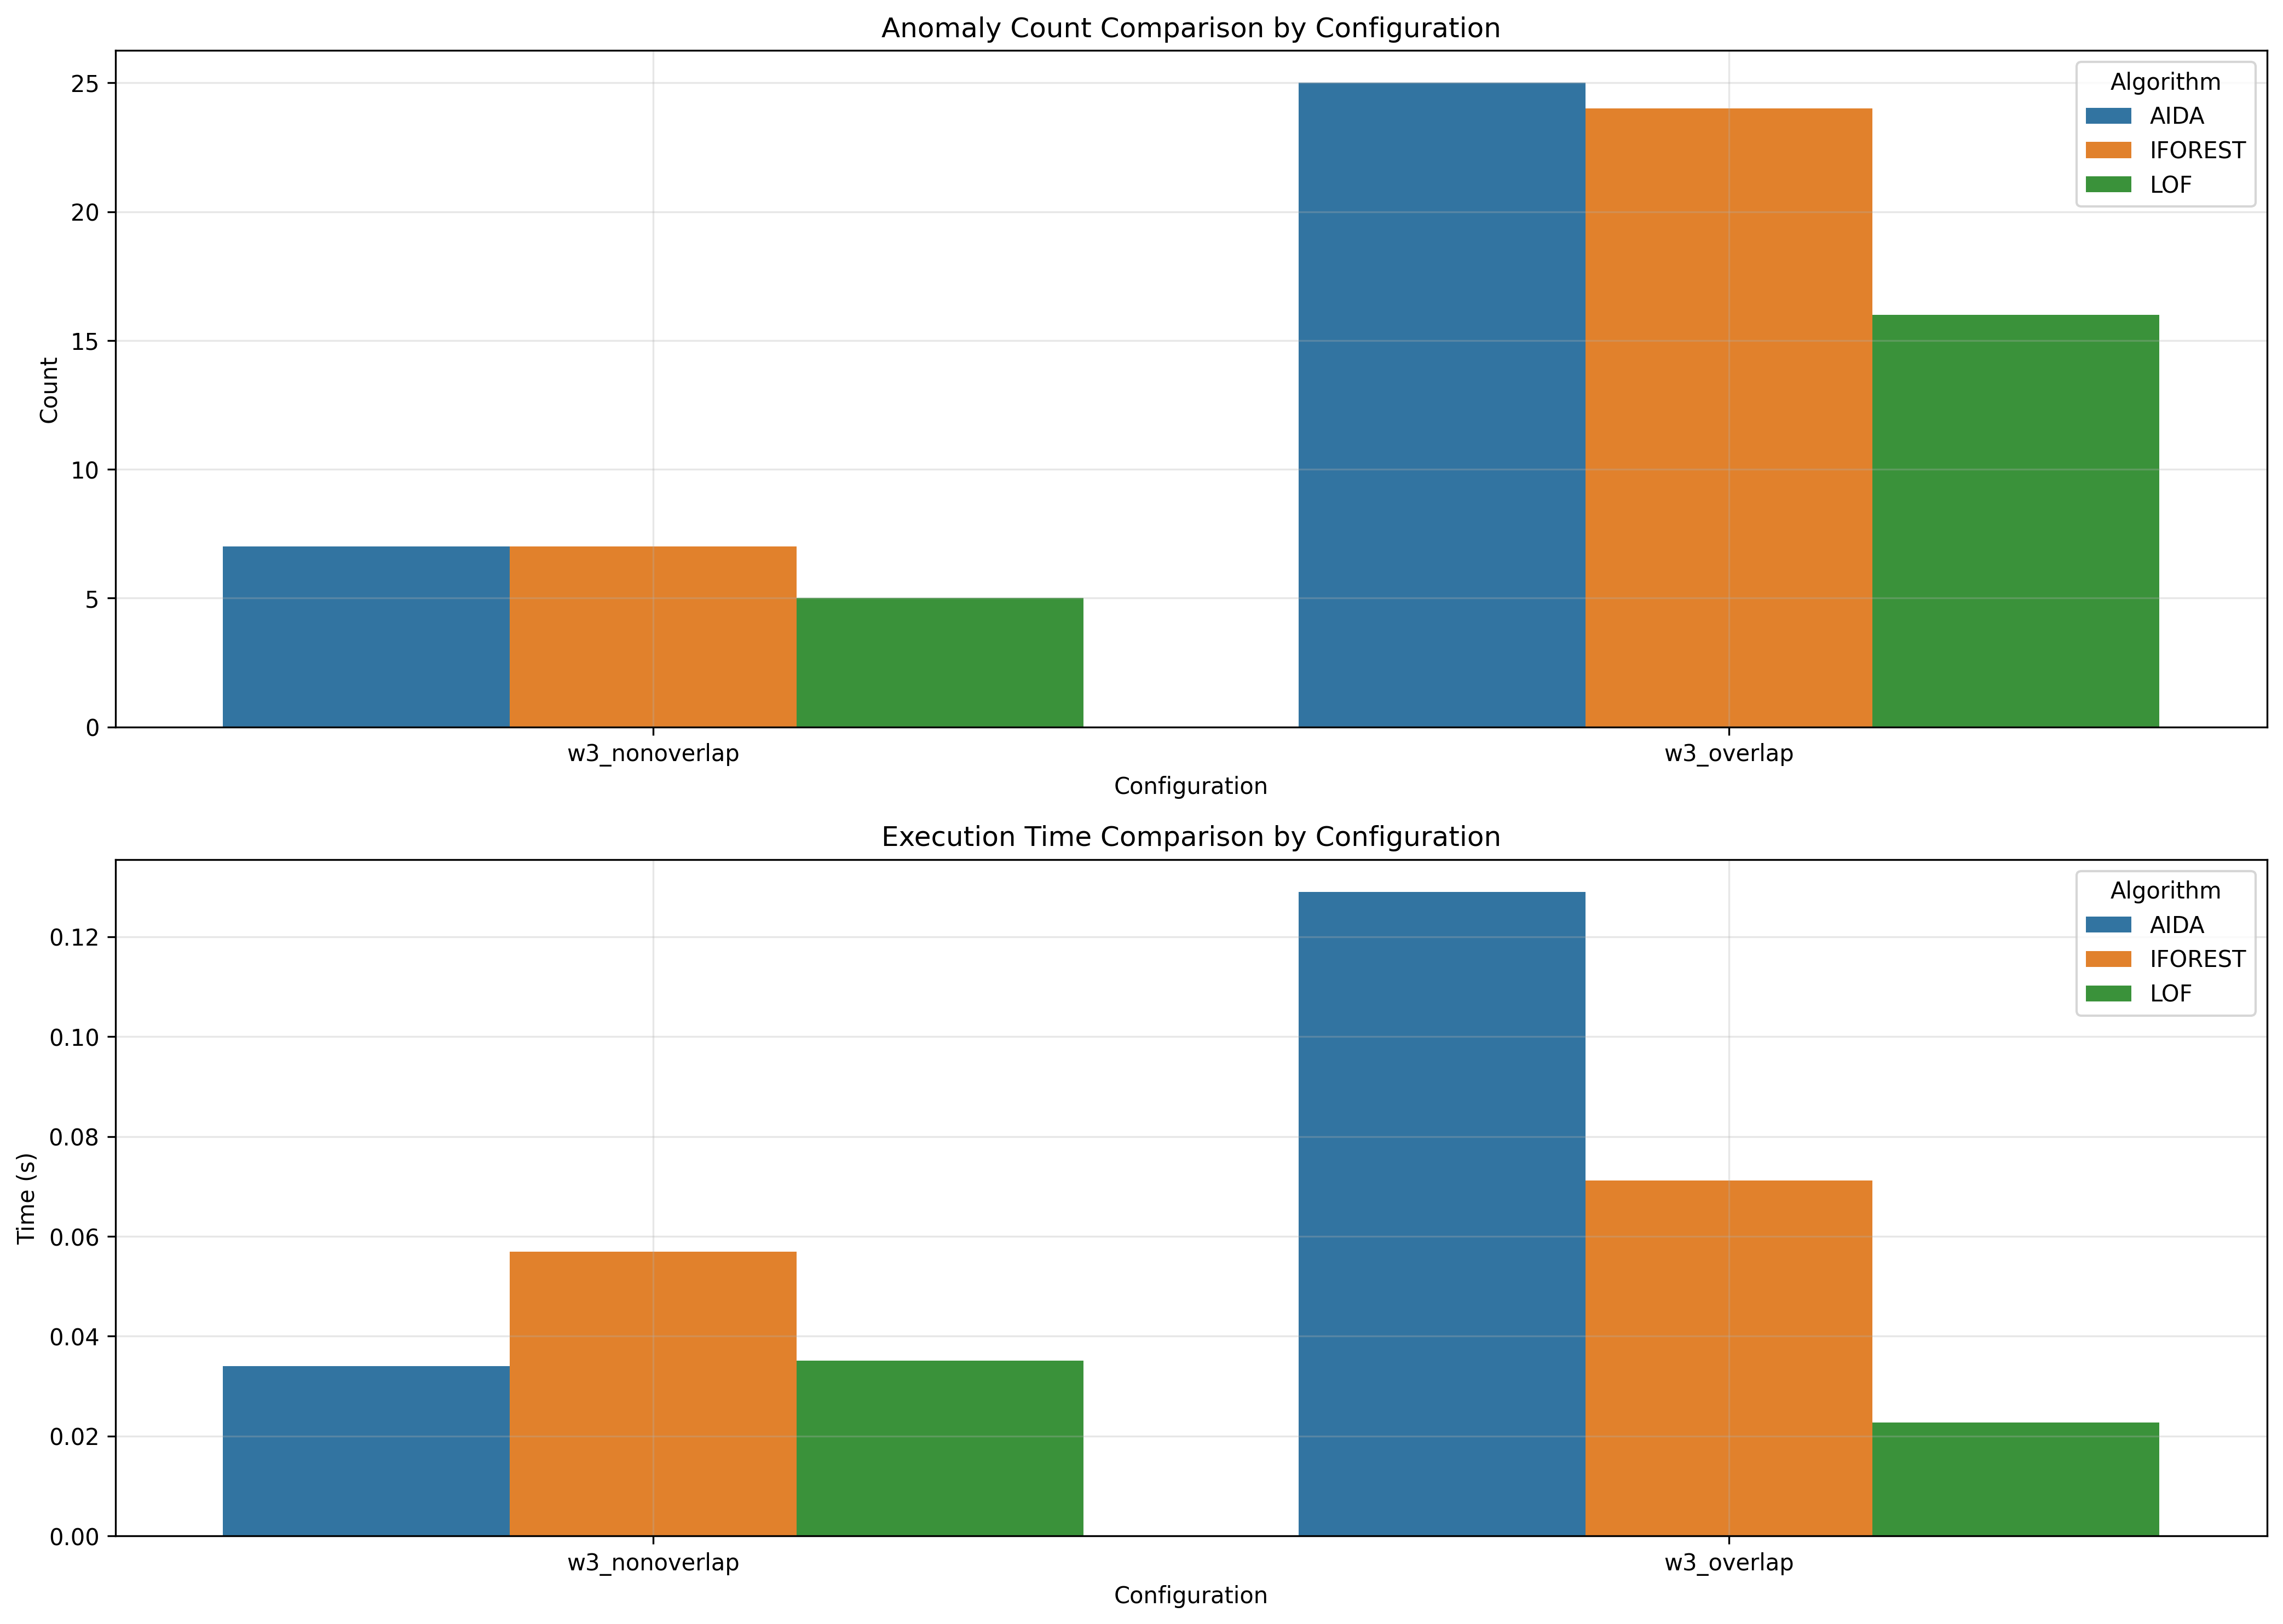 Anomaly Count Comparison by Configuration
Count
25
20
15
10
5
0
Algorithm
AIDA
IFOREST
LOF
w3_nonoverlap
w3_overlap
Configuration
Execution Time Comparison by Configuration
Time (s)
0.12
0.10
0.08
0.06
0.04
0.02
0.00
Algorithm
AIDA
IFOREST
LOF
w3_nonoverlap
w3_overlap
Configuration